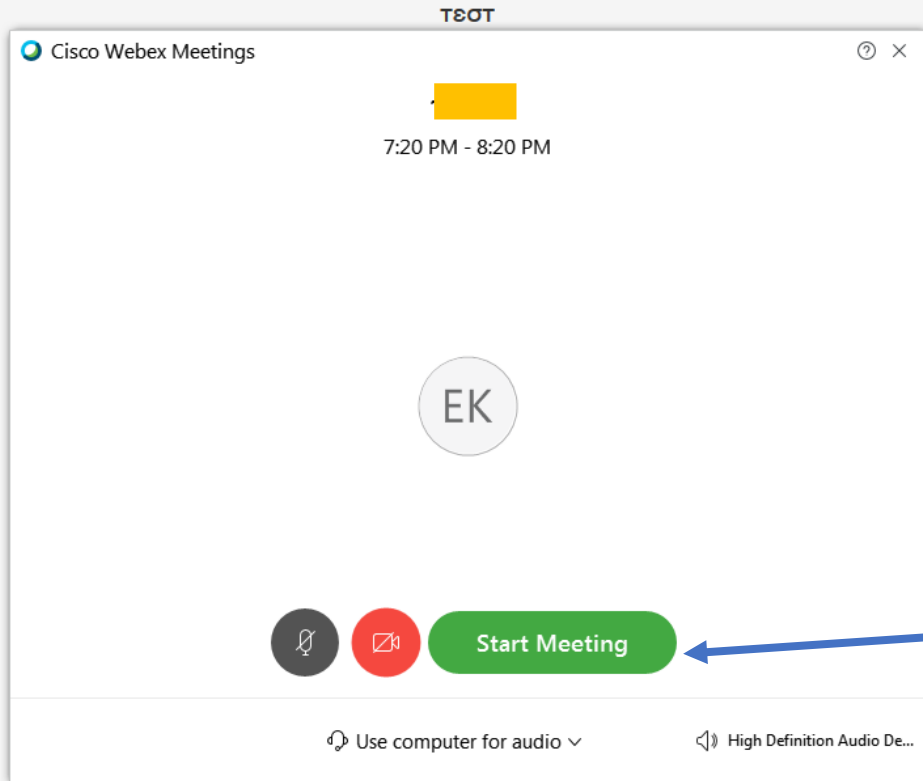 τεστ
Cisco Webex Meetings
7:20 PM - 8:20 PM
EK
Start Meeting
Use computer for audio
High Definition Audio De...